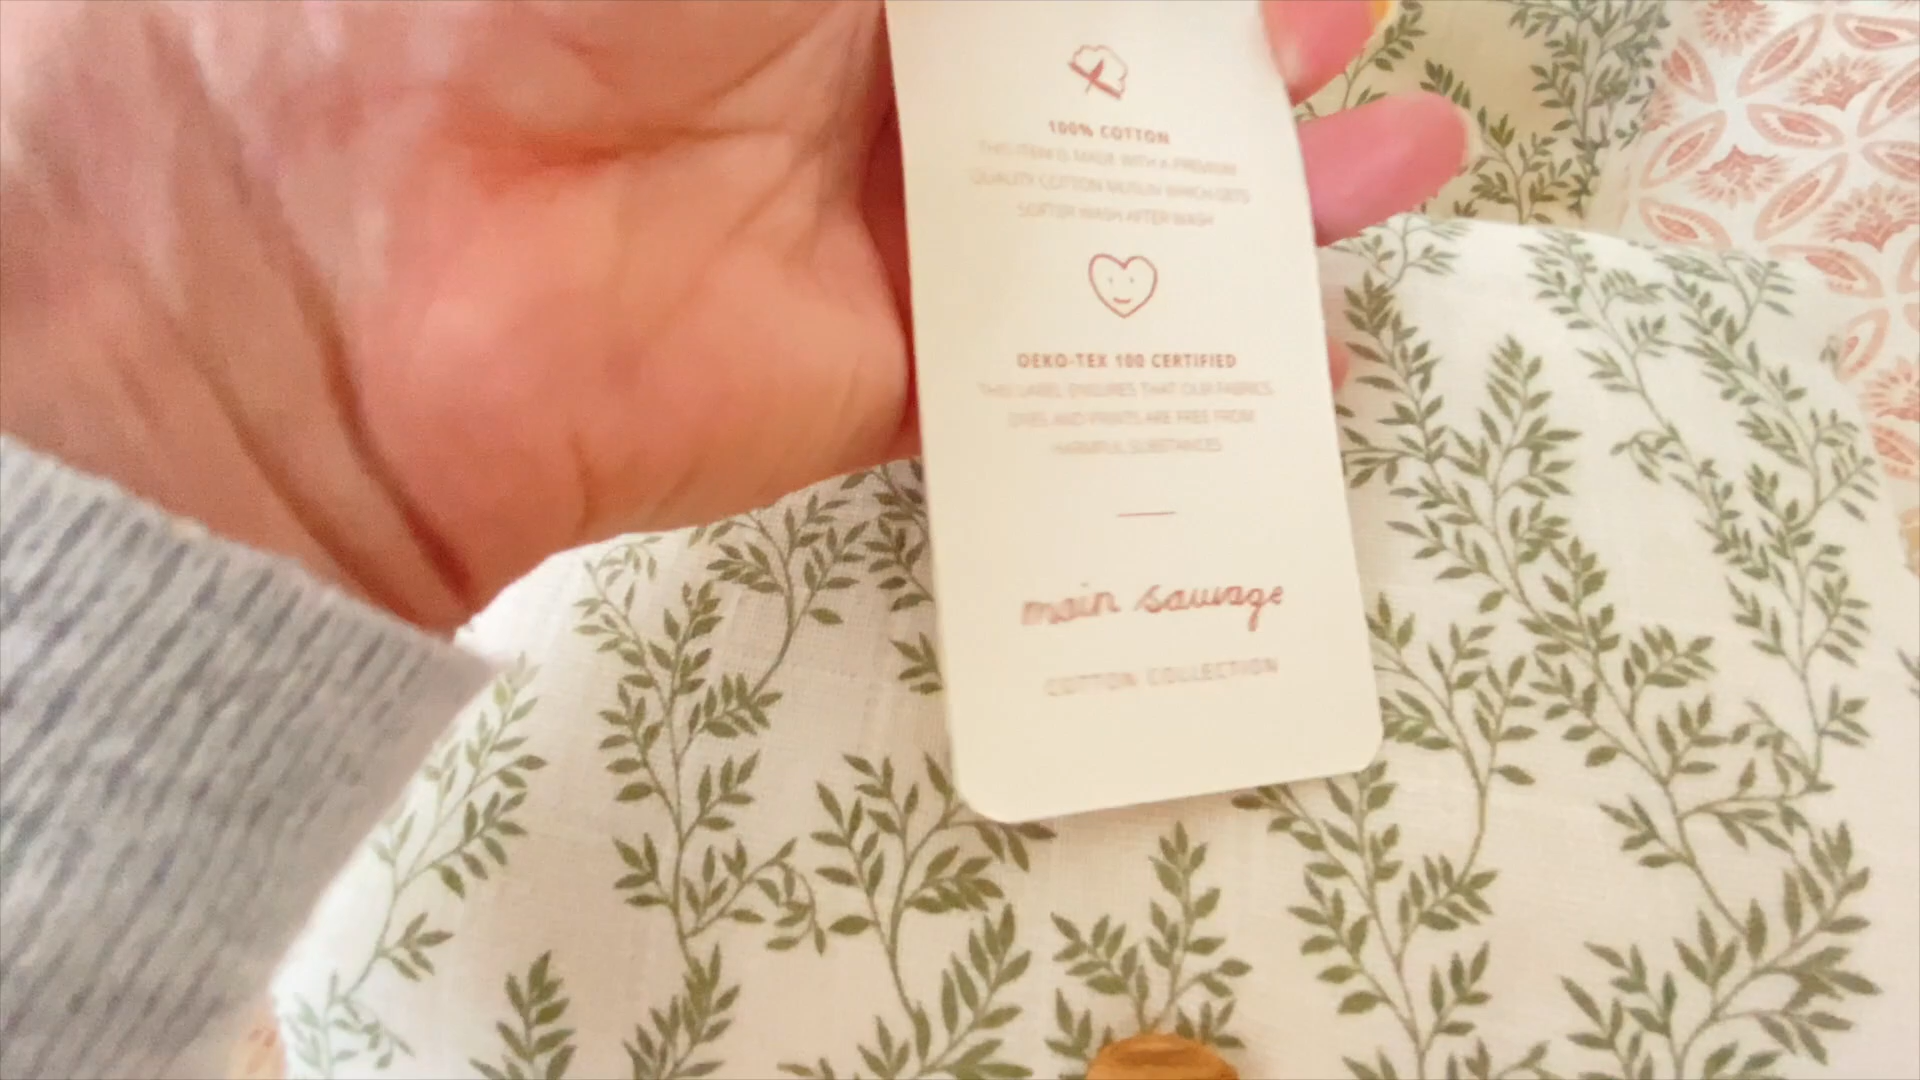 100% COTTON
THIS ITEM IS MADE WITH A PREMIUM
QUALITY COTTON MUSLIN WHICH GETS
SOFTER WASH AFTER WASH
OEKO-TEX 100 CERTIFIED
THIS LABEL ENSURES THAT OUR FABRICS,
DYES AND PRINTS ARE FREE FROM
HARMFUL SUBSTANCES
main sauvage
COTTON COLLECTION